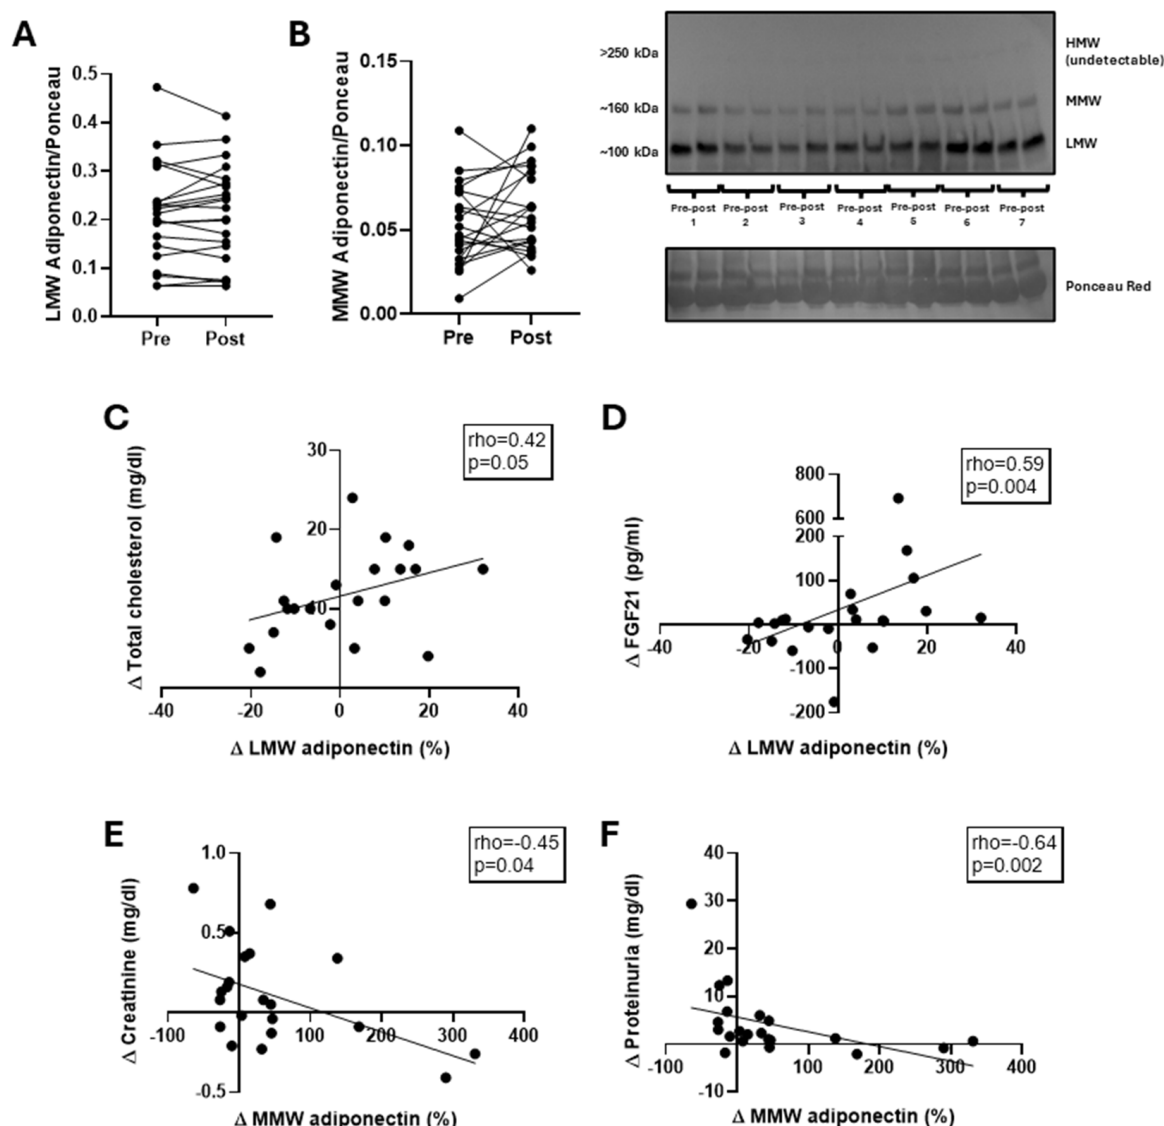 A
LMW Adiponectin/Ponceau
0.5
0.4
0.3
0.2
0.1
0.0
Pre Post
B
MMW Adiponectin/Ponceau
0.15
0.10
0.05
0.00
Pre Post
>250 kDa
~160 kDa
~100 kDa
HMW
(undetectable)
MMW
LMW
Pre-post Pre-post Pre-post Pre-post Pre-post Pre-post Pre-post
1 2 3 4 5 6 7
Ponceau Red
C
Δ Total cholesterol (mg/dl)
rho=0.42
p=0.05
30
20
10
-40 -20 0 20 40
Δ LMW adiponectin (%)
D
Δ FGF21 (pg/ml)
rho=0.59
p=0.004
800
600
200
100
-40 -20 0 20 40
-100
-200
Δ LMW adiponectin (%)
E
Δ Creatinine (mg/dl)
rho=-0.45
p=0.04
1.0
0.5
-100 100 200 300 400
-0.5
Δ MMW adiponectin (%)
F
Δ Proteinuria (mg/dl)
rho=-0.64
p=0.002
40
30
20
10
-100 100 200 300 400
-10
Δ MMW adiponectin (%)